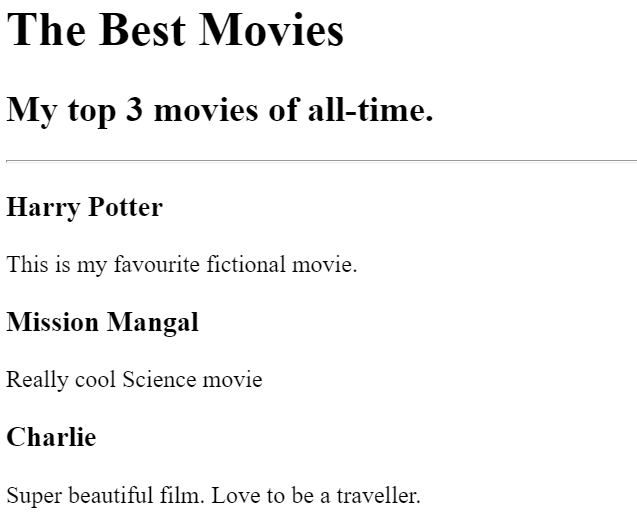 The Best Movies
My top 3 movies of all-time.
Harry Potter
This is my favourite fictional movie.
Mission Mangal
Really cool Science movie
Charlie
Super beautiful film. Love to be a traveller.